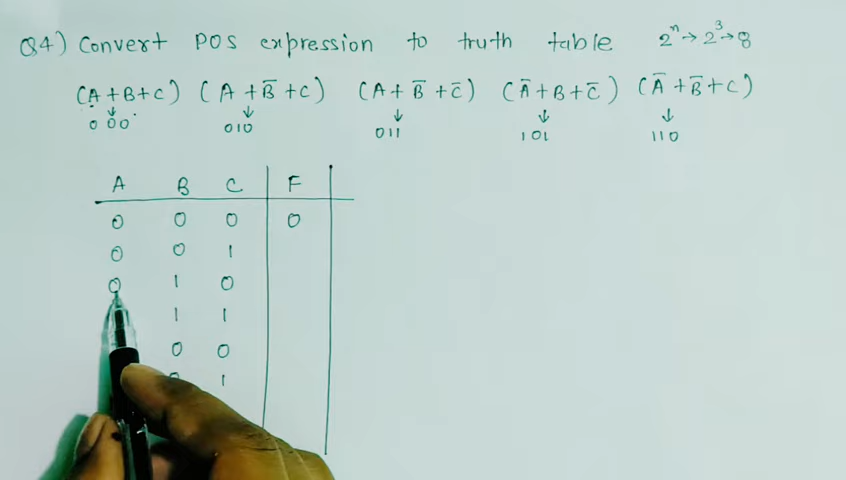 Q4) Convert POS expression to truth table 2ⁿ→2³→8
(A+B+C) (A+B̅+C) (A+B̅+C̅) (A̅+B+C̅) (A̅+B̅+C)
↓ ↓ ↓ ↓ ↓
000 010 011 101 110
A B C F
0 0 0 0
0 0 1
0 1 0
1 1
0 0
1